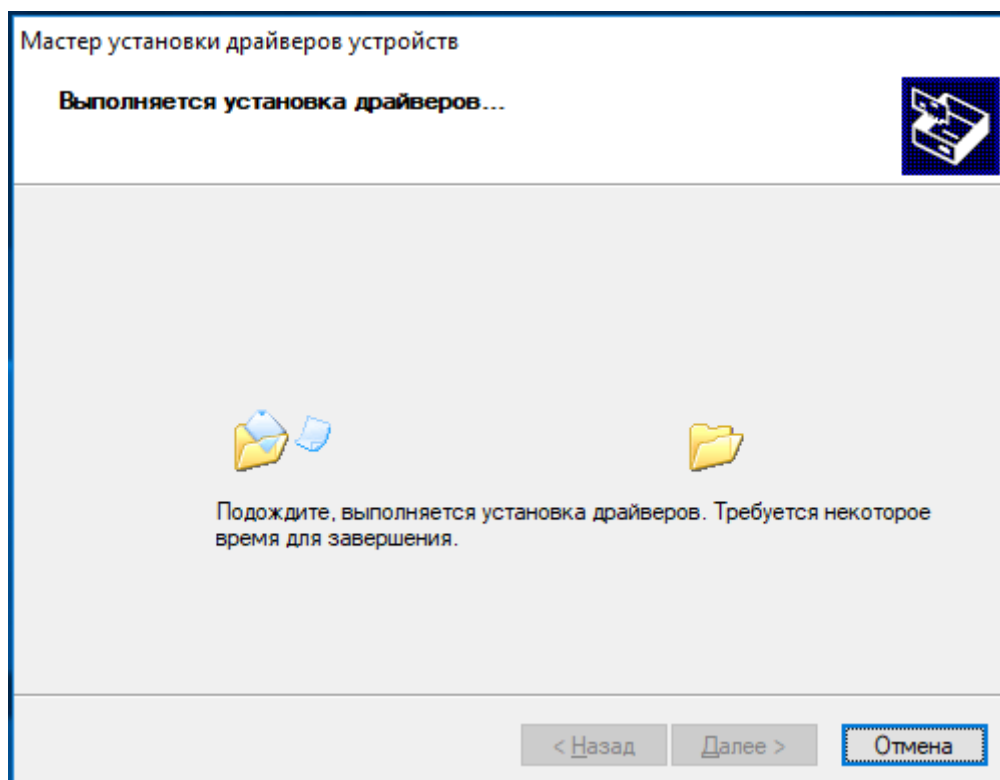 Мастер установки драйверов устройств
Выполняется установка драйверов...
Подождите, выполняется установка драйверов. Требуется некоторое
время для завершения.
< Назад Далее > Отмена